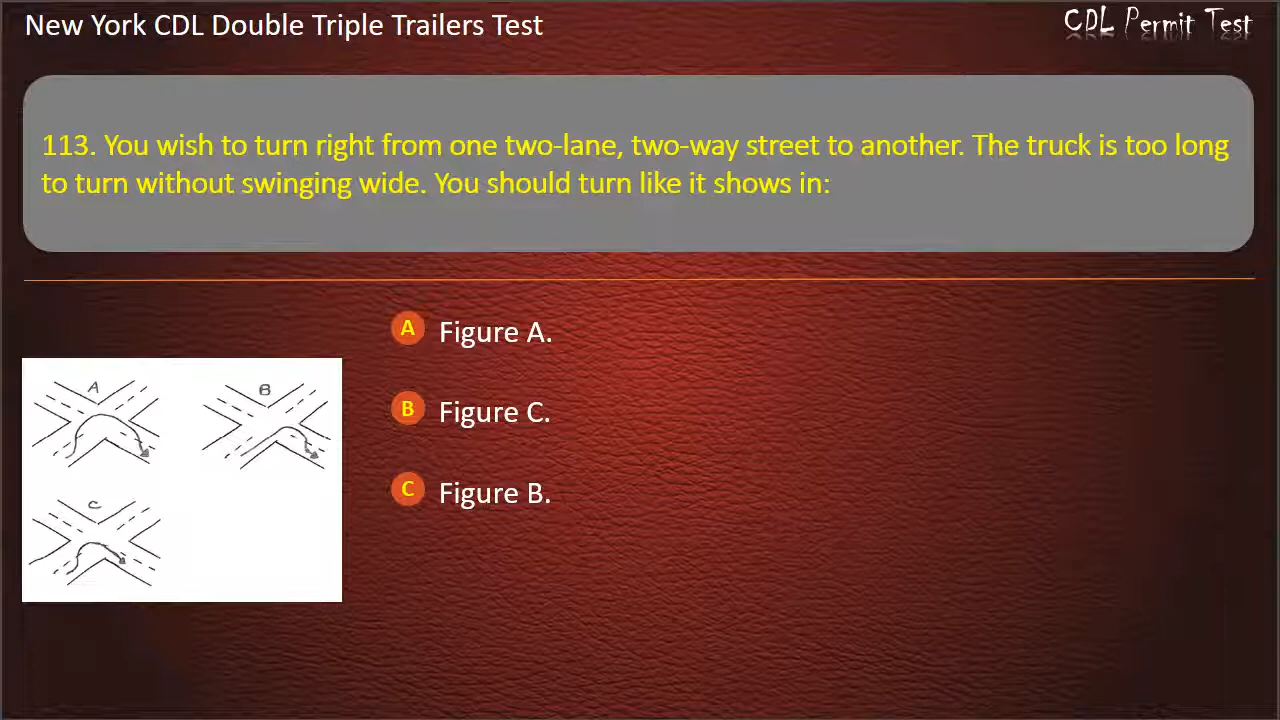 New York CDL Double Triple Trailers Test
CDL Permit Test
113. You wish to turn right from one two-lane, two-way street to another. The truck is too long
to turn without swinging wide. You should turn like it shows in:
A Figure A.
B Figure C.
C Figure B.
A
B
C